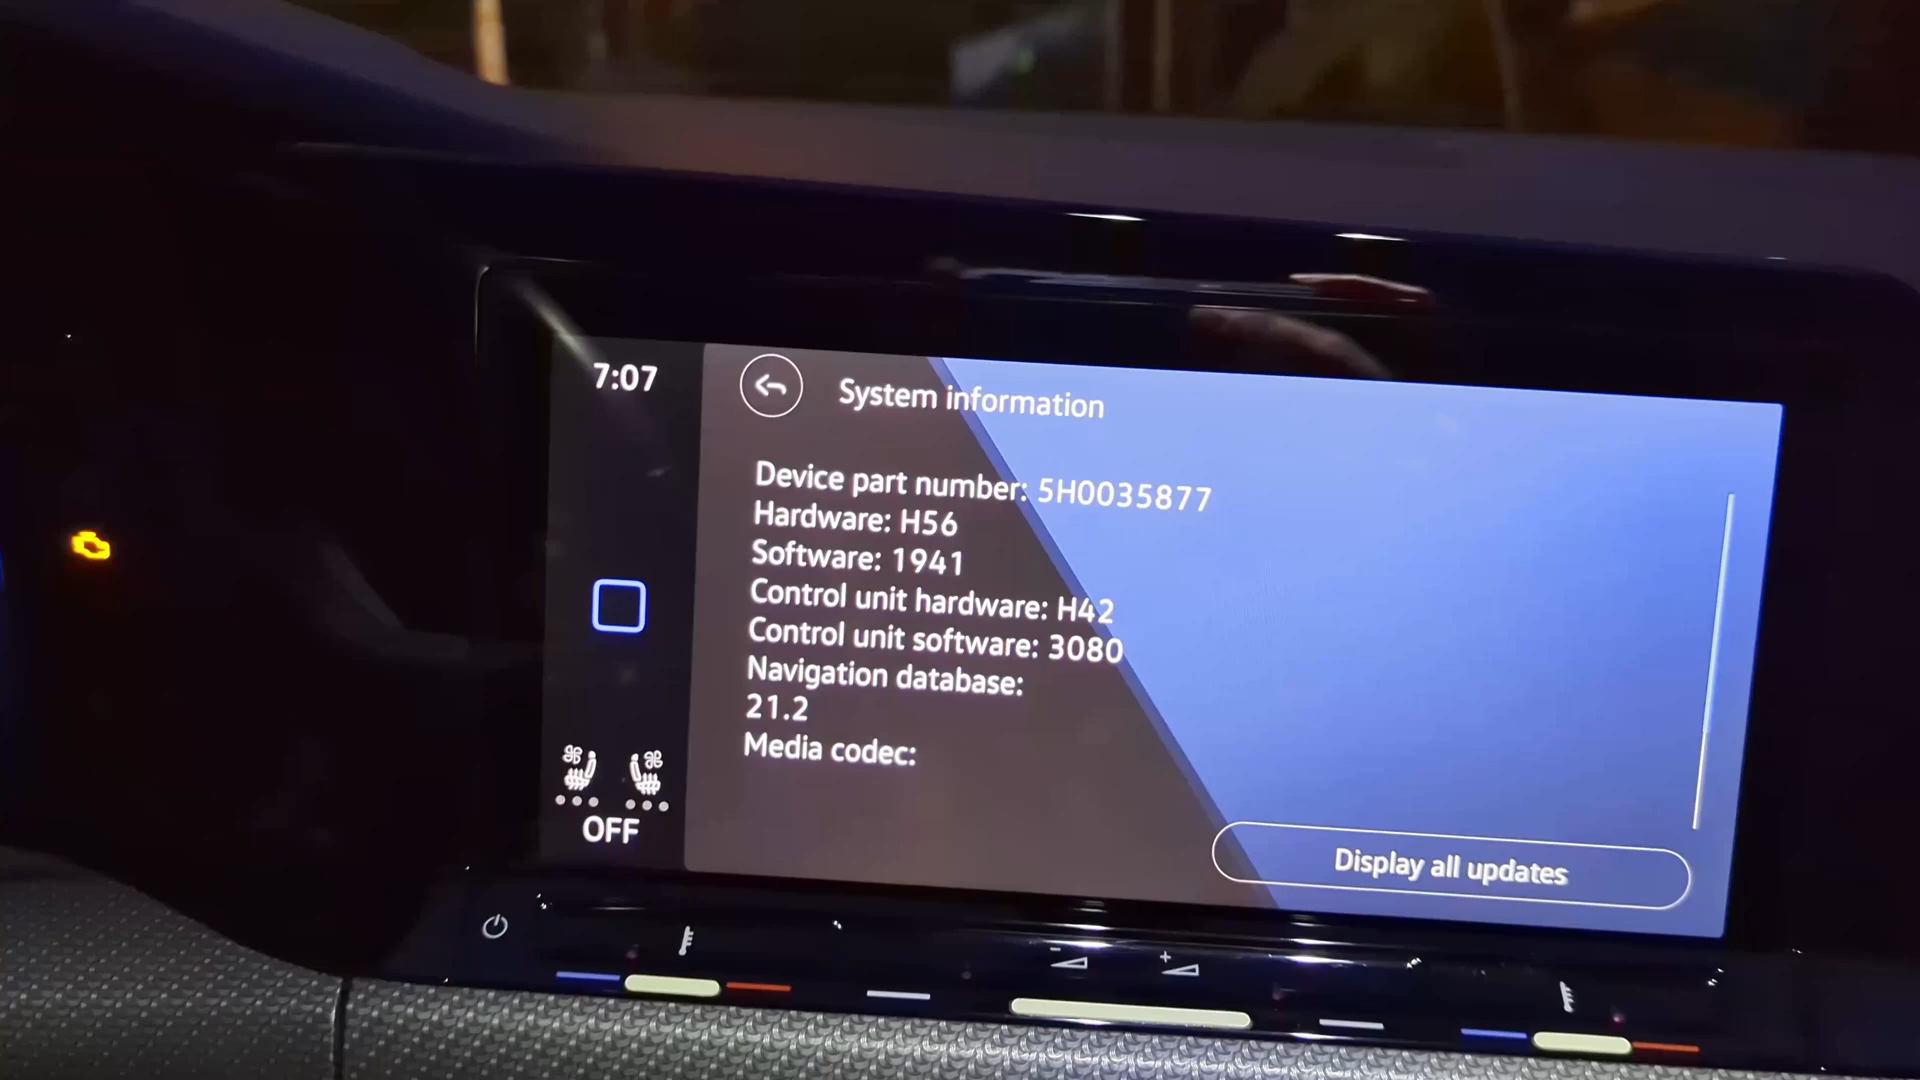 7:07
System information
Device part number: 5H0035877
Hardware: H56
Software: 1941
Control unit hardware: H42
Control unit software: 3080
Navigation database:
21.2
Media codec:
OFF
Display all updates